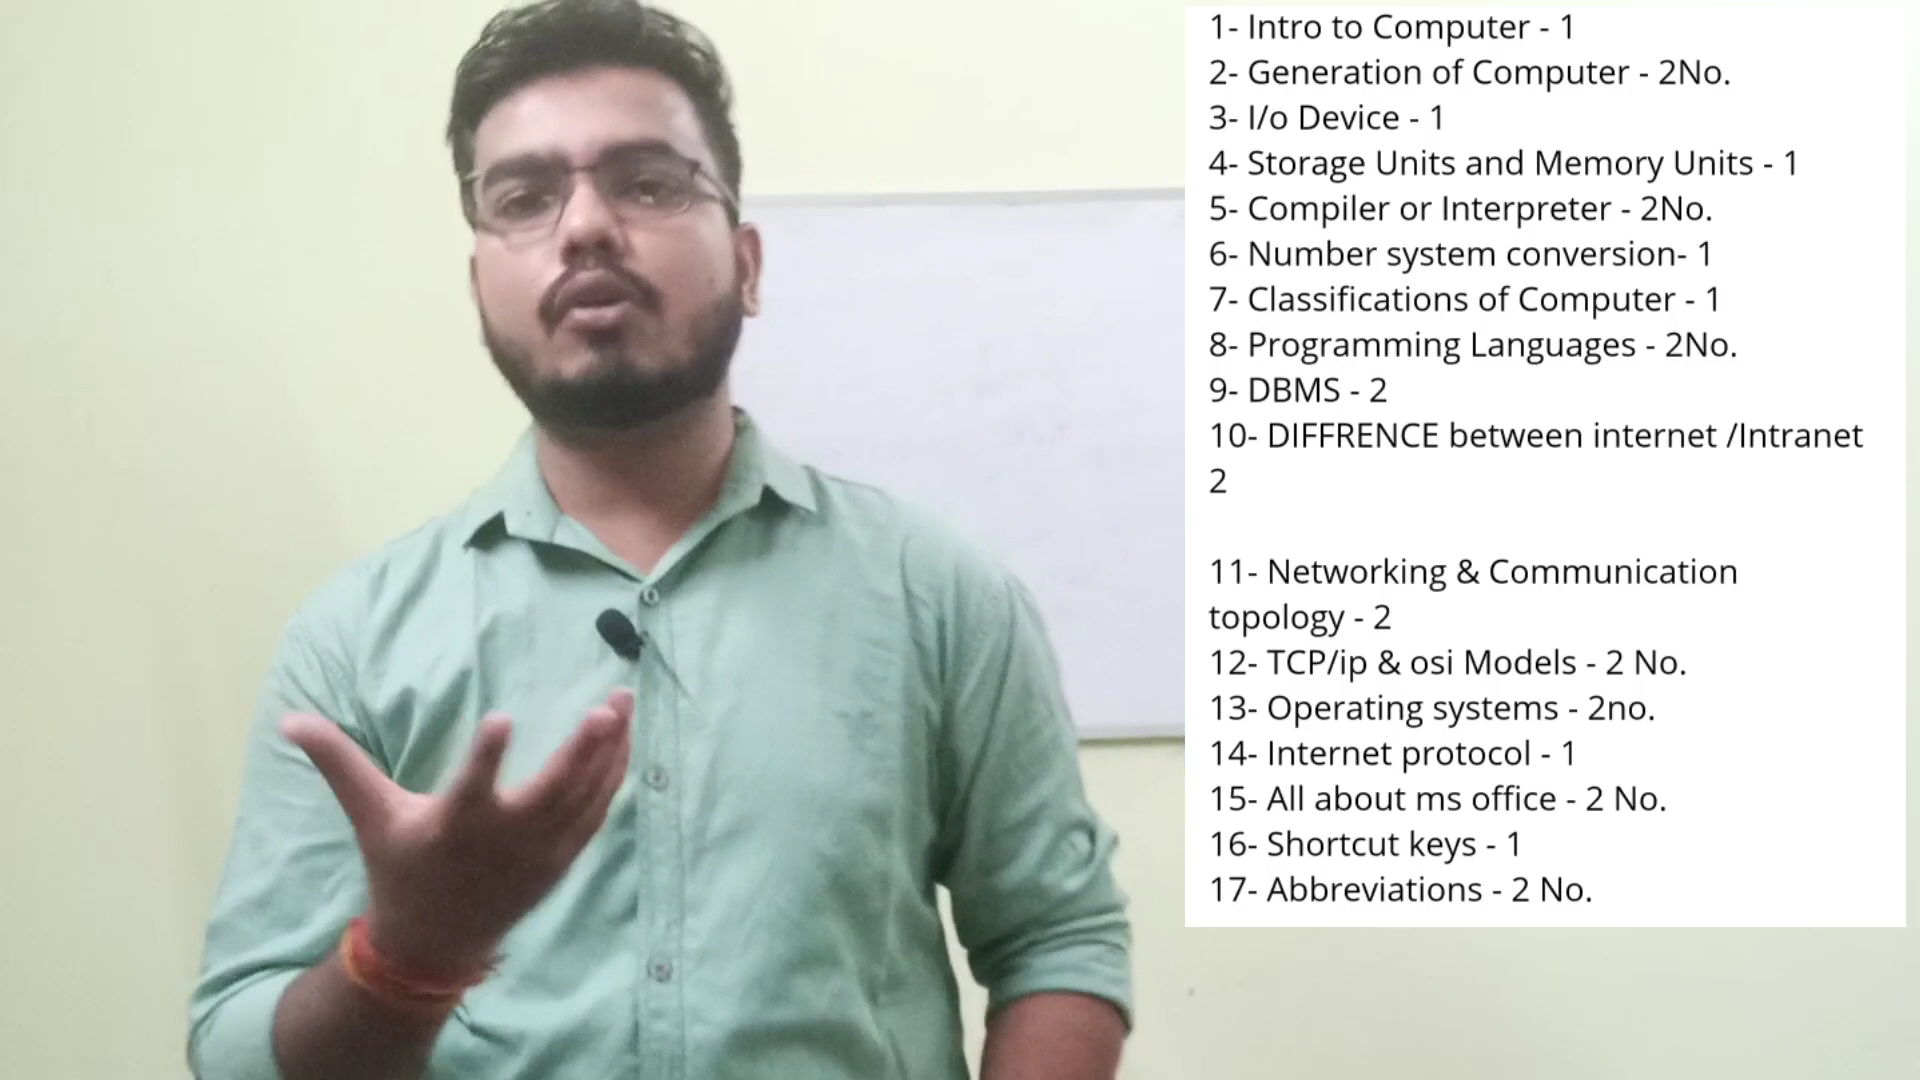 1- Intro to Computer - 1
2- Generation of Computer - 2No.
3- I/o Device - 1
4- Storage Units and Memory Units - 1
5- Compiler or Interpreter - 2No.
6- Number system conversion- 1
7- Classifications of Computer - 1
8- Programming Languages - 2No.
9- DBMS - 2
10- DIFFRENCE between internet /Intranet
2
11- Networking & Communication
topology - 2
12- TCP/ip & osi Models - 2 No.
13- Operating systems - 2no.
14- Internet protocol - 1
15- All about ms office - 2 No.
16- Shortcut keys - 1
17- Abbreviations - 2 No.